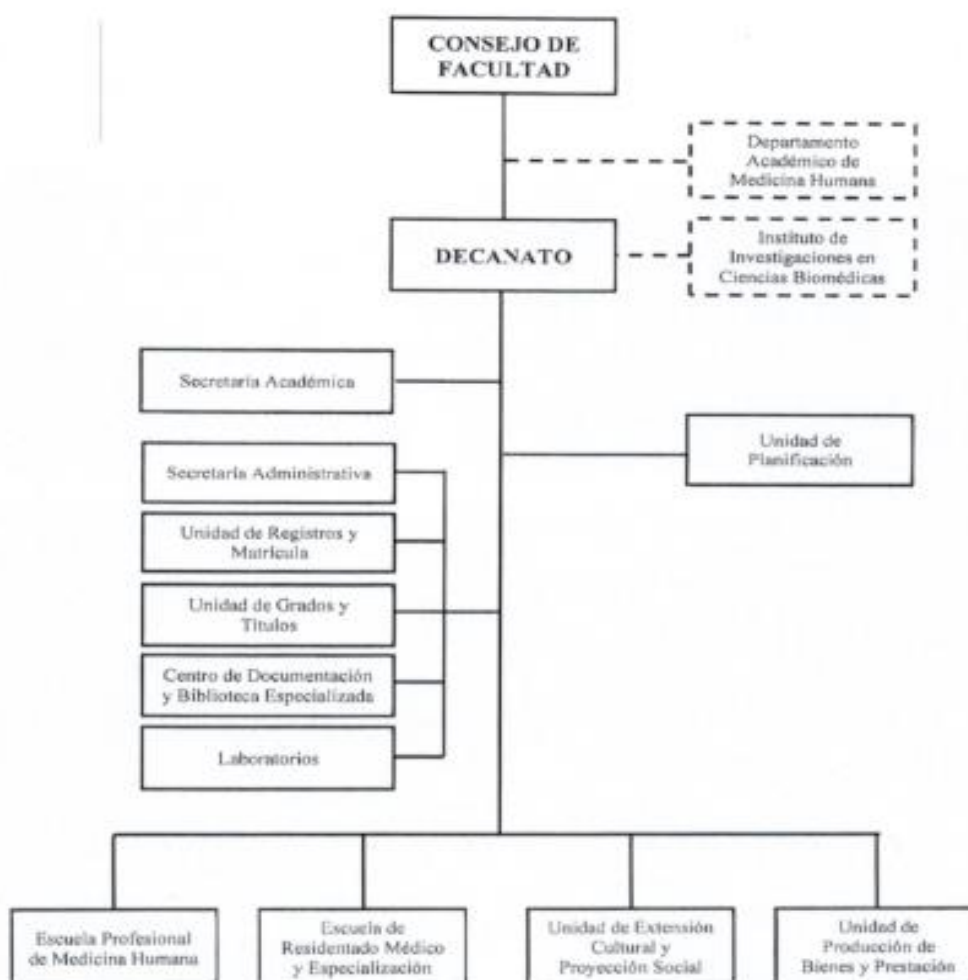 CONSEJO DE
FACULTAD
Departamento
Académico de
Medicina Humana
DECANATO
Instituto de
Investigaciones en
Ciencias Biomédicas
Secretaría Académica
Unidad de
Planificación
Secretaría Administrativa
Unidad de Registros y
Matrícula
Unidad de Grados y
Títulos
Centro de Documentación
y Biblioteca Especializada
Laboratorios
Escuela Profesional
de Medicina Humana
Escuela de
Residentado Médico
y Especialización
Unidad de Extensión
Cultural y
Proyección Social
Unidad de
Producción de
Bienes y Prestación